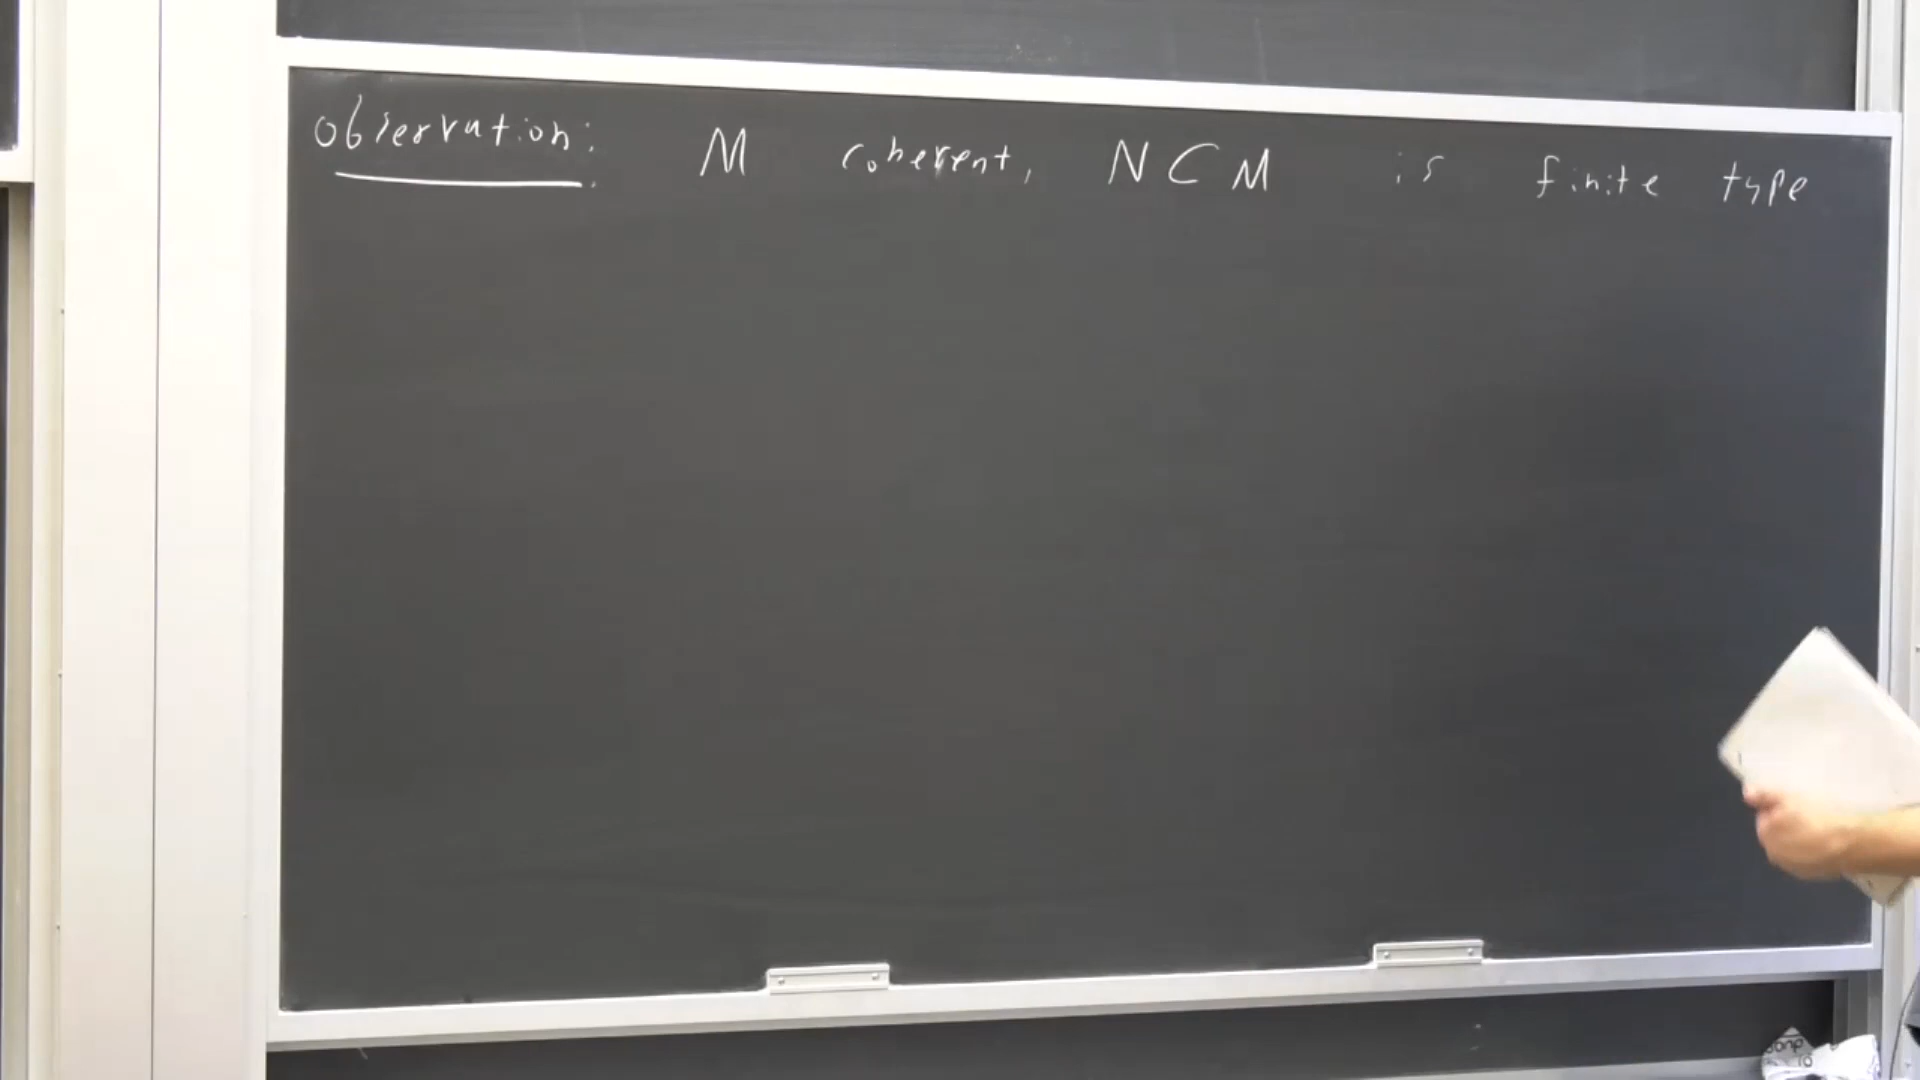 observation: M coherent, N ⊂ M is finite type